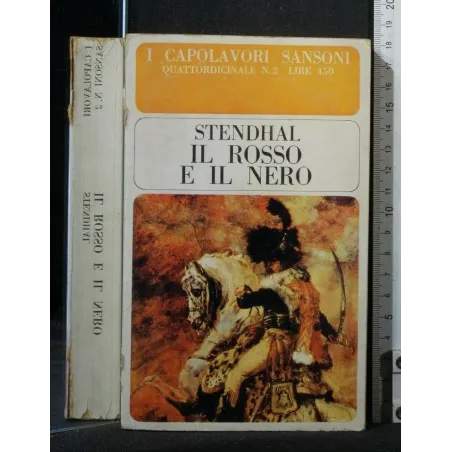 I CAPOLAVORI SANSONI
QUATTORDICINALE N.2 LIRE 450
STENDHAL
IL ROSSO
E IL NERO
I CAPOLAVORI
SANSONI N. 2
STENDHAL
IL ROSSO E IL NERO